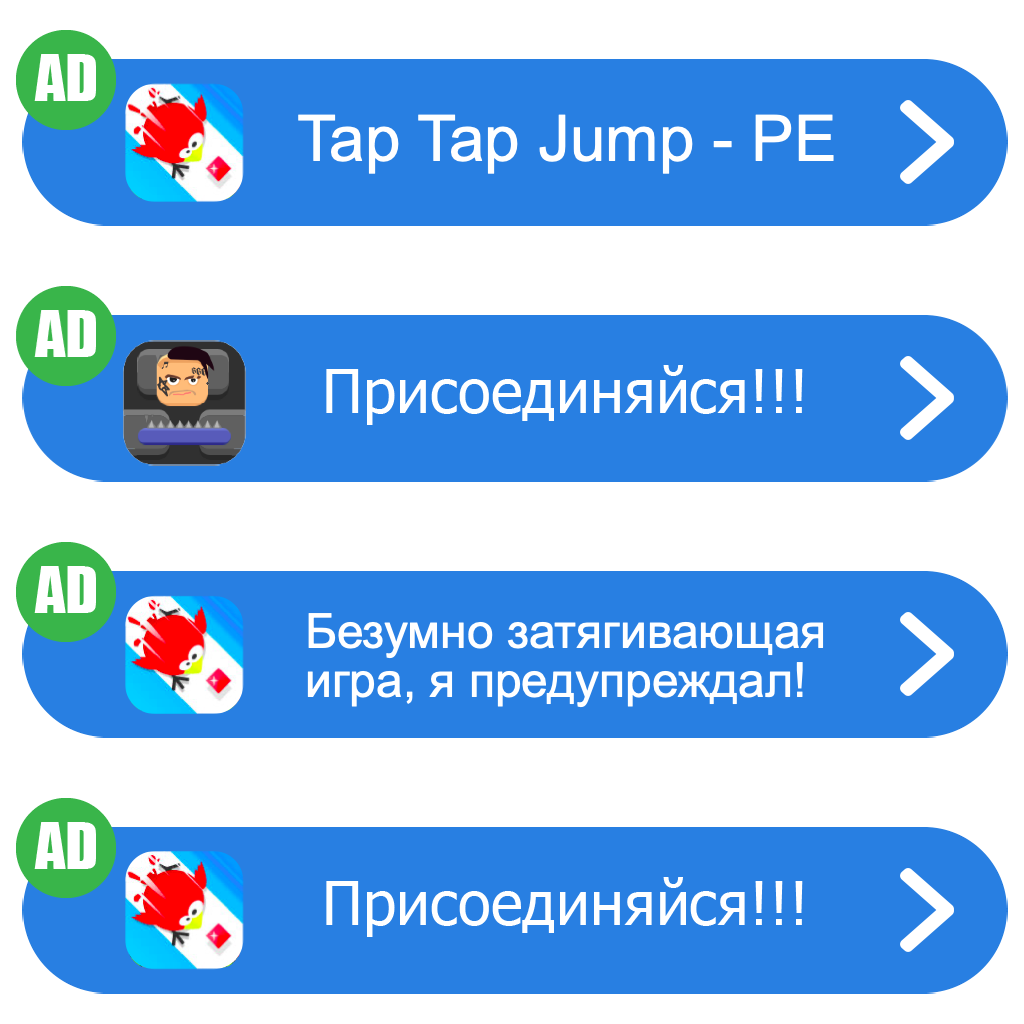 AD
Tap Tap Jump - PE
AD
Присоединяйся!!!
AD
Безумно затягивающая
игра, я предупреждал!
AD
Присоединяйся!!!